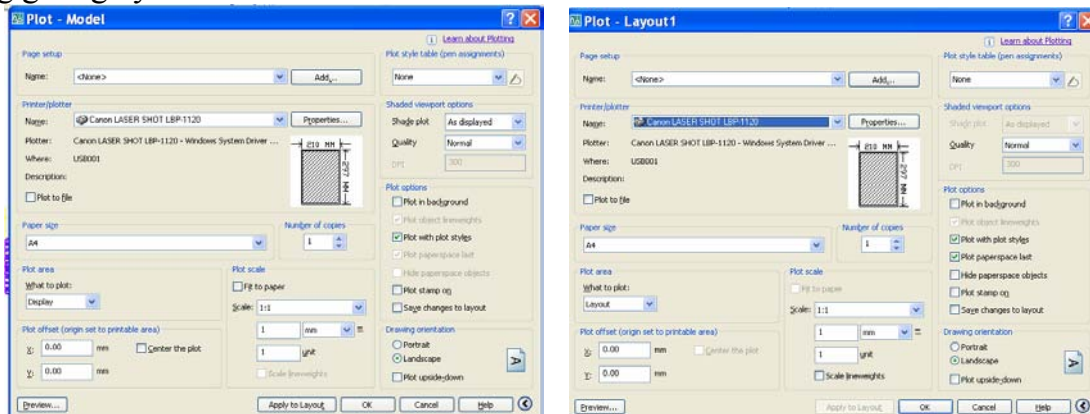 Plot - Model
Learn about Plotting
Page setup
Name: <None> Add...
Plot style table (pen assignments)
None
Printer/plotter
Name: Canon LASER SHOT LBP-1120 Properties...
Plotter: Canon LASER SHOT LBP-1120 - Windows System Driver ...
Where: USB001
Description:
Plot to file
210 MM
297 MM
Shaded viewport options
Shade plot As displayed
Quality Normal
DPI 300
Paper size
A4
Number of copies
1
Plot options
Plot in background
Plot object lineweights
Plot with plot styles
Plot paperspace last
Hide paperspace objects
Plot stamp on
Save changes to layout
Plot area
What to plot:
Display
Plot scale
Fit to paper
Scale: 1:1
1 mm =
1 unit
Scale lineweights
Plot offset (origin set to printable area)
X: 0.00 mm Center the plot
Y: 0.00 mm
Drawing orientation
Portrait
Landscape
Plot upside-down
A
Preview... Apply to Layout OK Cancel Help
Plot - Layout1
Learn about Plotting
Page setup
Name: <None> Add...
Plot style table (pen assignments)
None
Printer/plotter
Name: Canon LASER SHOT LBP-1120 Properties...
Plotter: Canon LASER SHOT LBP-1120 - Windows System Driver ...
Where: USB001
Description:
Plot to file
210 MM
297 MM
Shaded viewport options
Shade plot As displayed
Quality Normal
DPI 300
Paper size
A4
Number of copies
1
Plot options
Plot in background
Plot object lineweights
Plot with plot styles
Plot paperspace last
Hide paperspace objects
Plot stamp on
Save changes to layout
Plot area
What to plot:
Layout
Plot scale
Fit to paper
Scale: 1:1
1 mm =
1 unit
Scale lineweights
Plot offset (origin set to printable area)
X: 0.00 mm Center the plot
Y: 0.00 mm
Drawing orientation
Portrait
Landscape
Plot upside-down
A
Preview... Apply to Layout OK Cancel Help